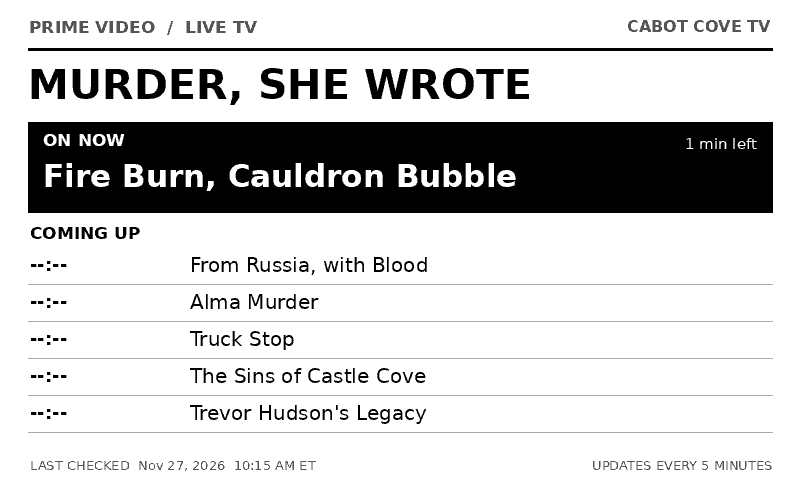 PRIME VIDEO / LIVE TV
CABOT COVE TV
MURDER, SHE WROTE
ON NOW
1 min left
Fire Burn, Cauldron Bubble
COMING UP
--:-- From Russia, with Blood
--:-- Alma Murder
--:-- Truck Stop
--:-- The Sins of Castle Cove
--:-- Trevor Hudson's Legacy
LAST CHECKED Nov 27, 2026 10:15 AM ET
UPDATES EVERY 5 MINUTES